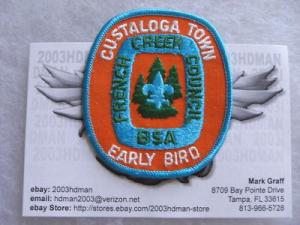 2003HDMAN
CUSTALOGA TOWN
FRENCH CREEK COUNCIL
BSA
EARLY BIRD
Mark Graff
ebay: 2003hdman
8709 Bay Pointe Drive
email: hdman2003@verizon.net
Tampa, FL 33615
ebay Store: http://stores.ebay.com/2003hdman-store
813-966-5728